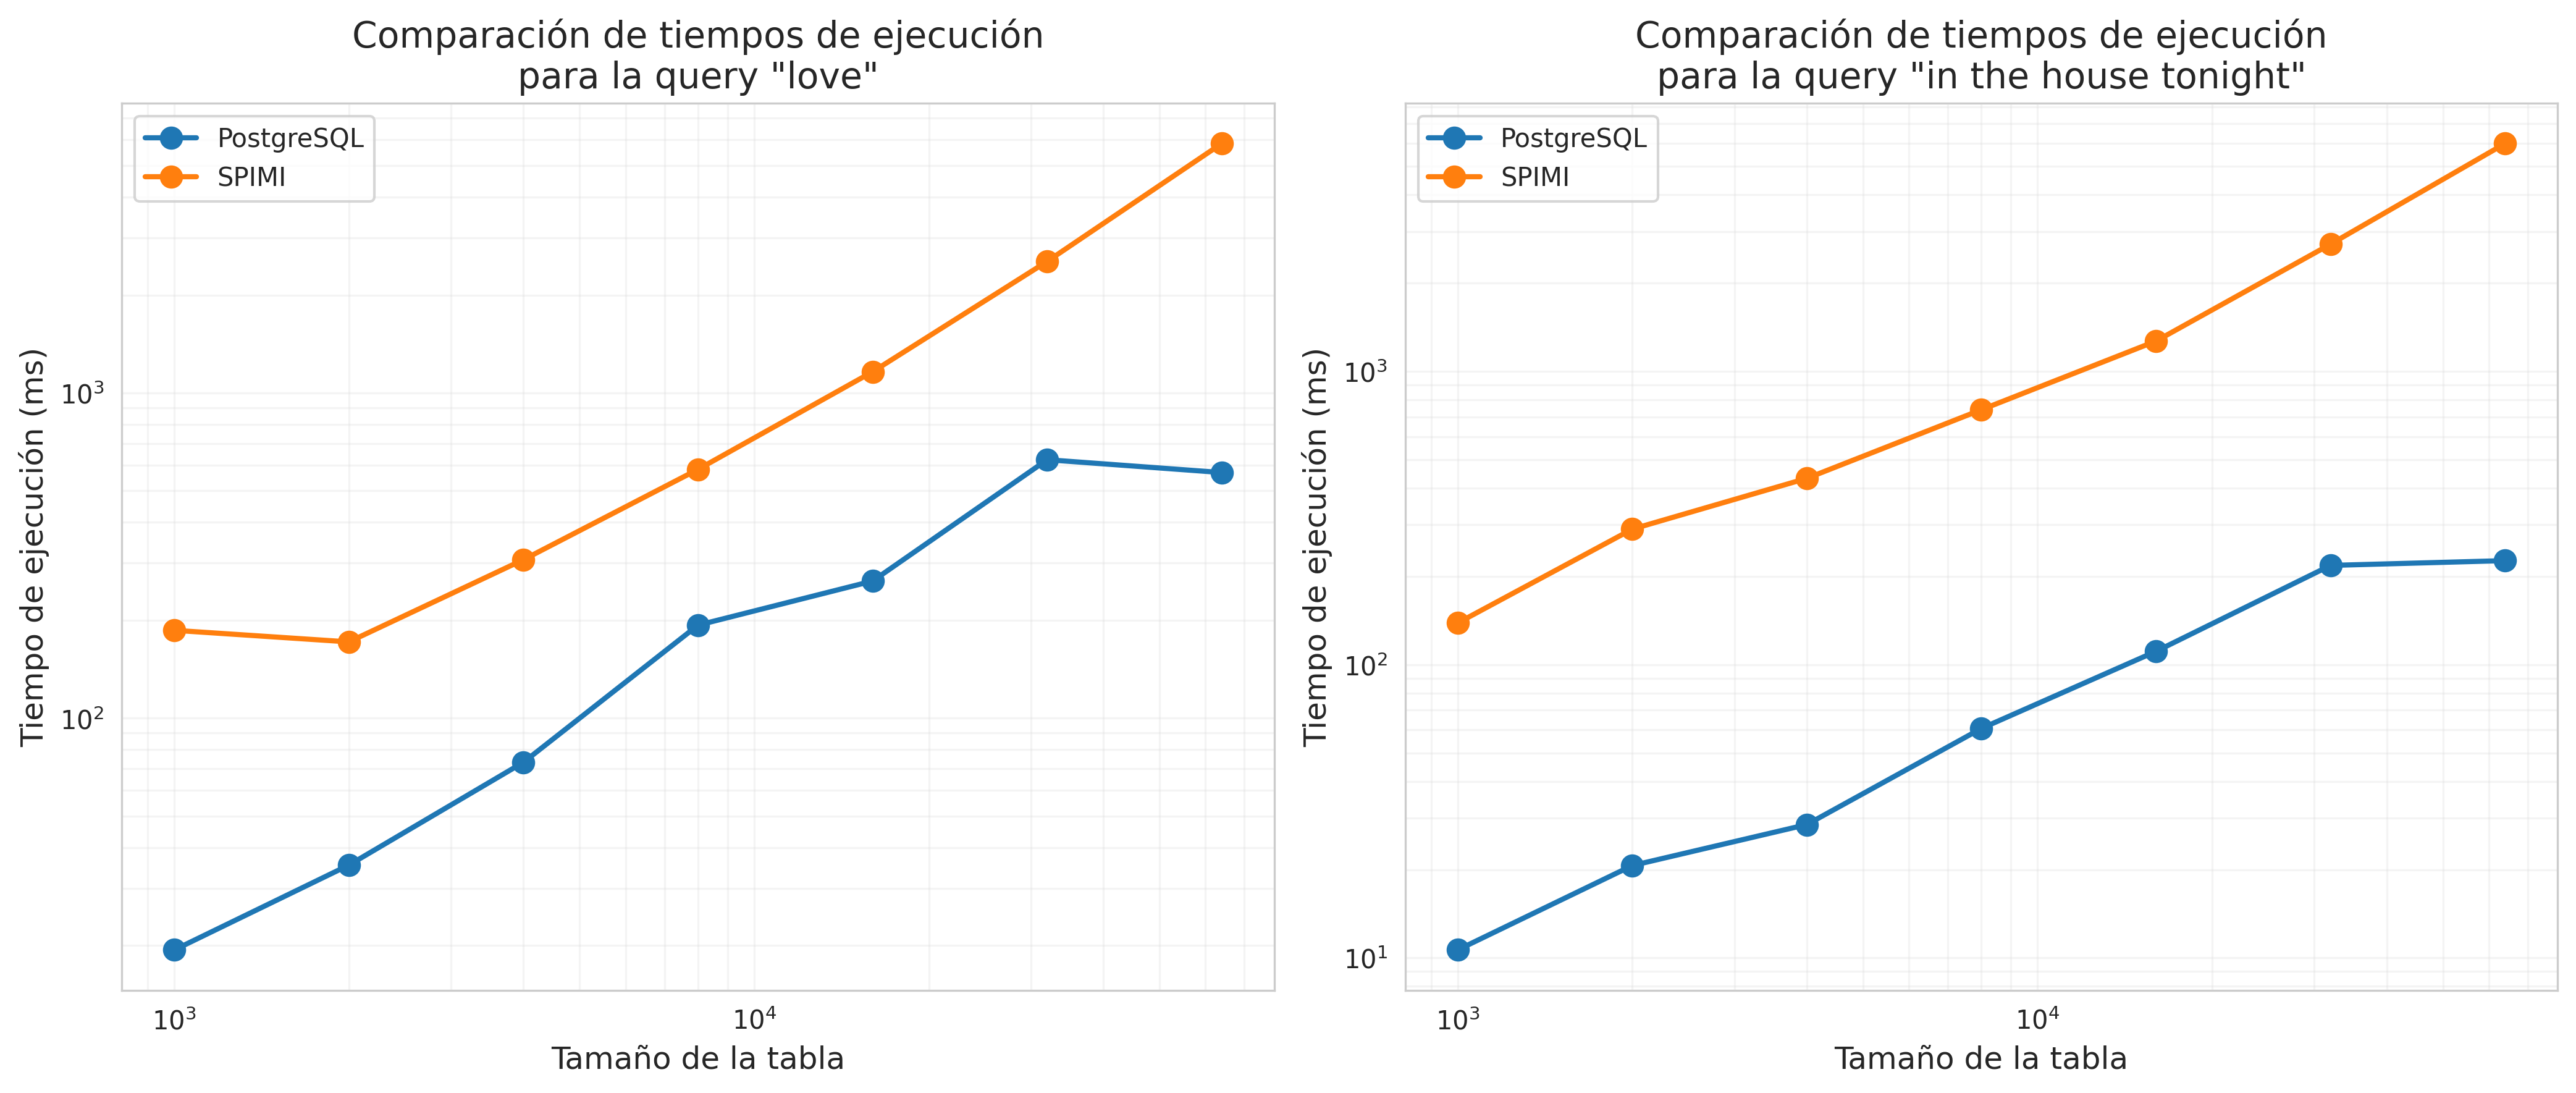 Comparación de tiempos de ejecución
para la query "love"
PostgreSQL
SPIMI
Tiempo de ejecución (ms)
10³
10²
10³
10⁴
Tamaño de la tabla
Comparación de tiempos de ejecución
para la query "in the house tonight"
PostgreSQL
SPIMI
Tiempo de ejecución (ms)
10³
10²
10¹
10³
10⁴
Tamaño de la tabla